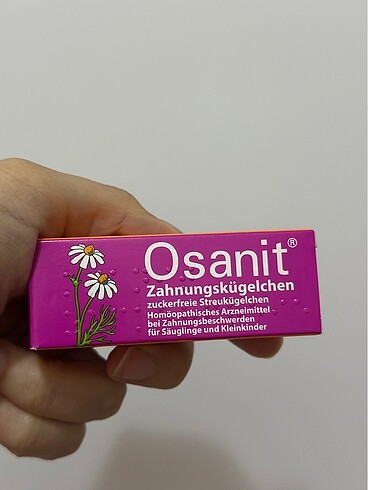 Osanit®
Zahnungskügelchen
zuckerfreie Streukügelchen
Homöopathisches Arzneimittel
bei Zahnungsbeschwerden
für Säuglinge und Kleinkinder